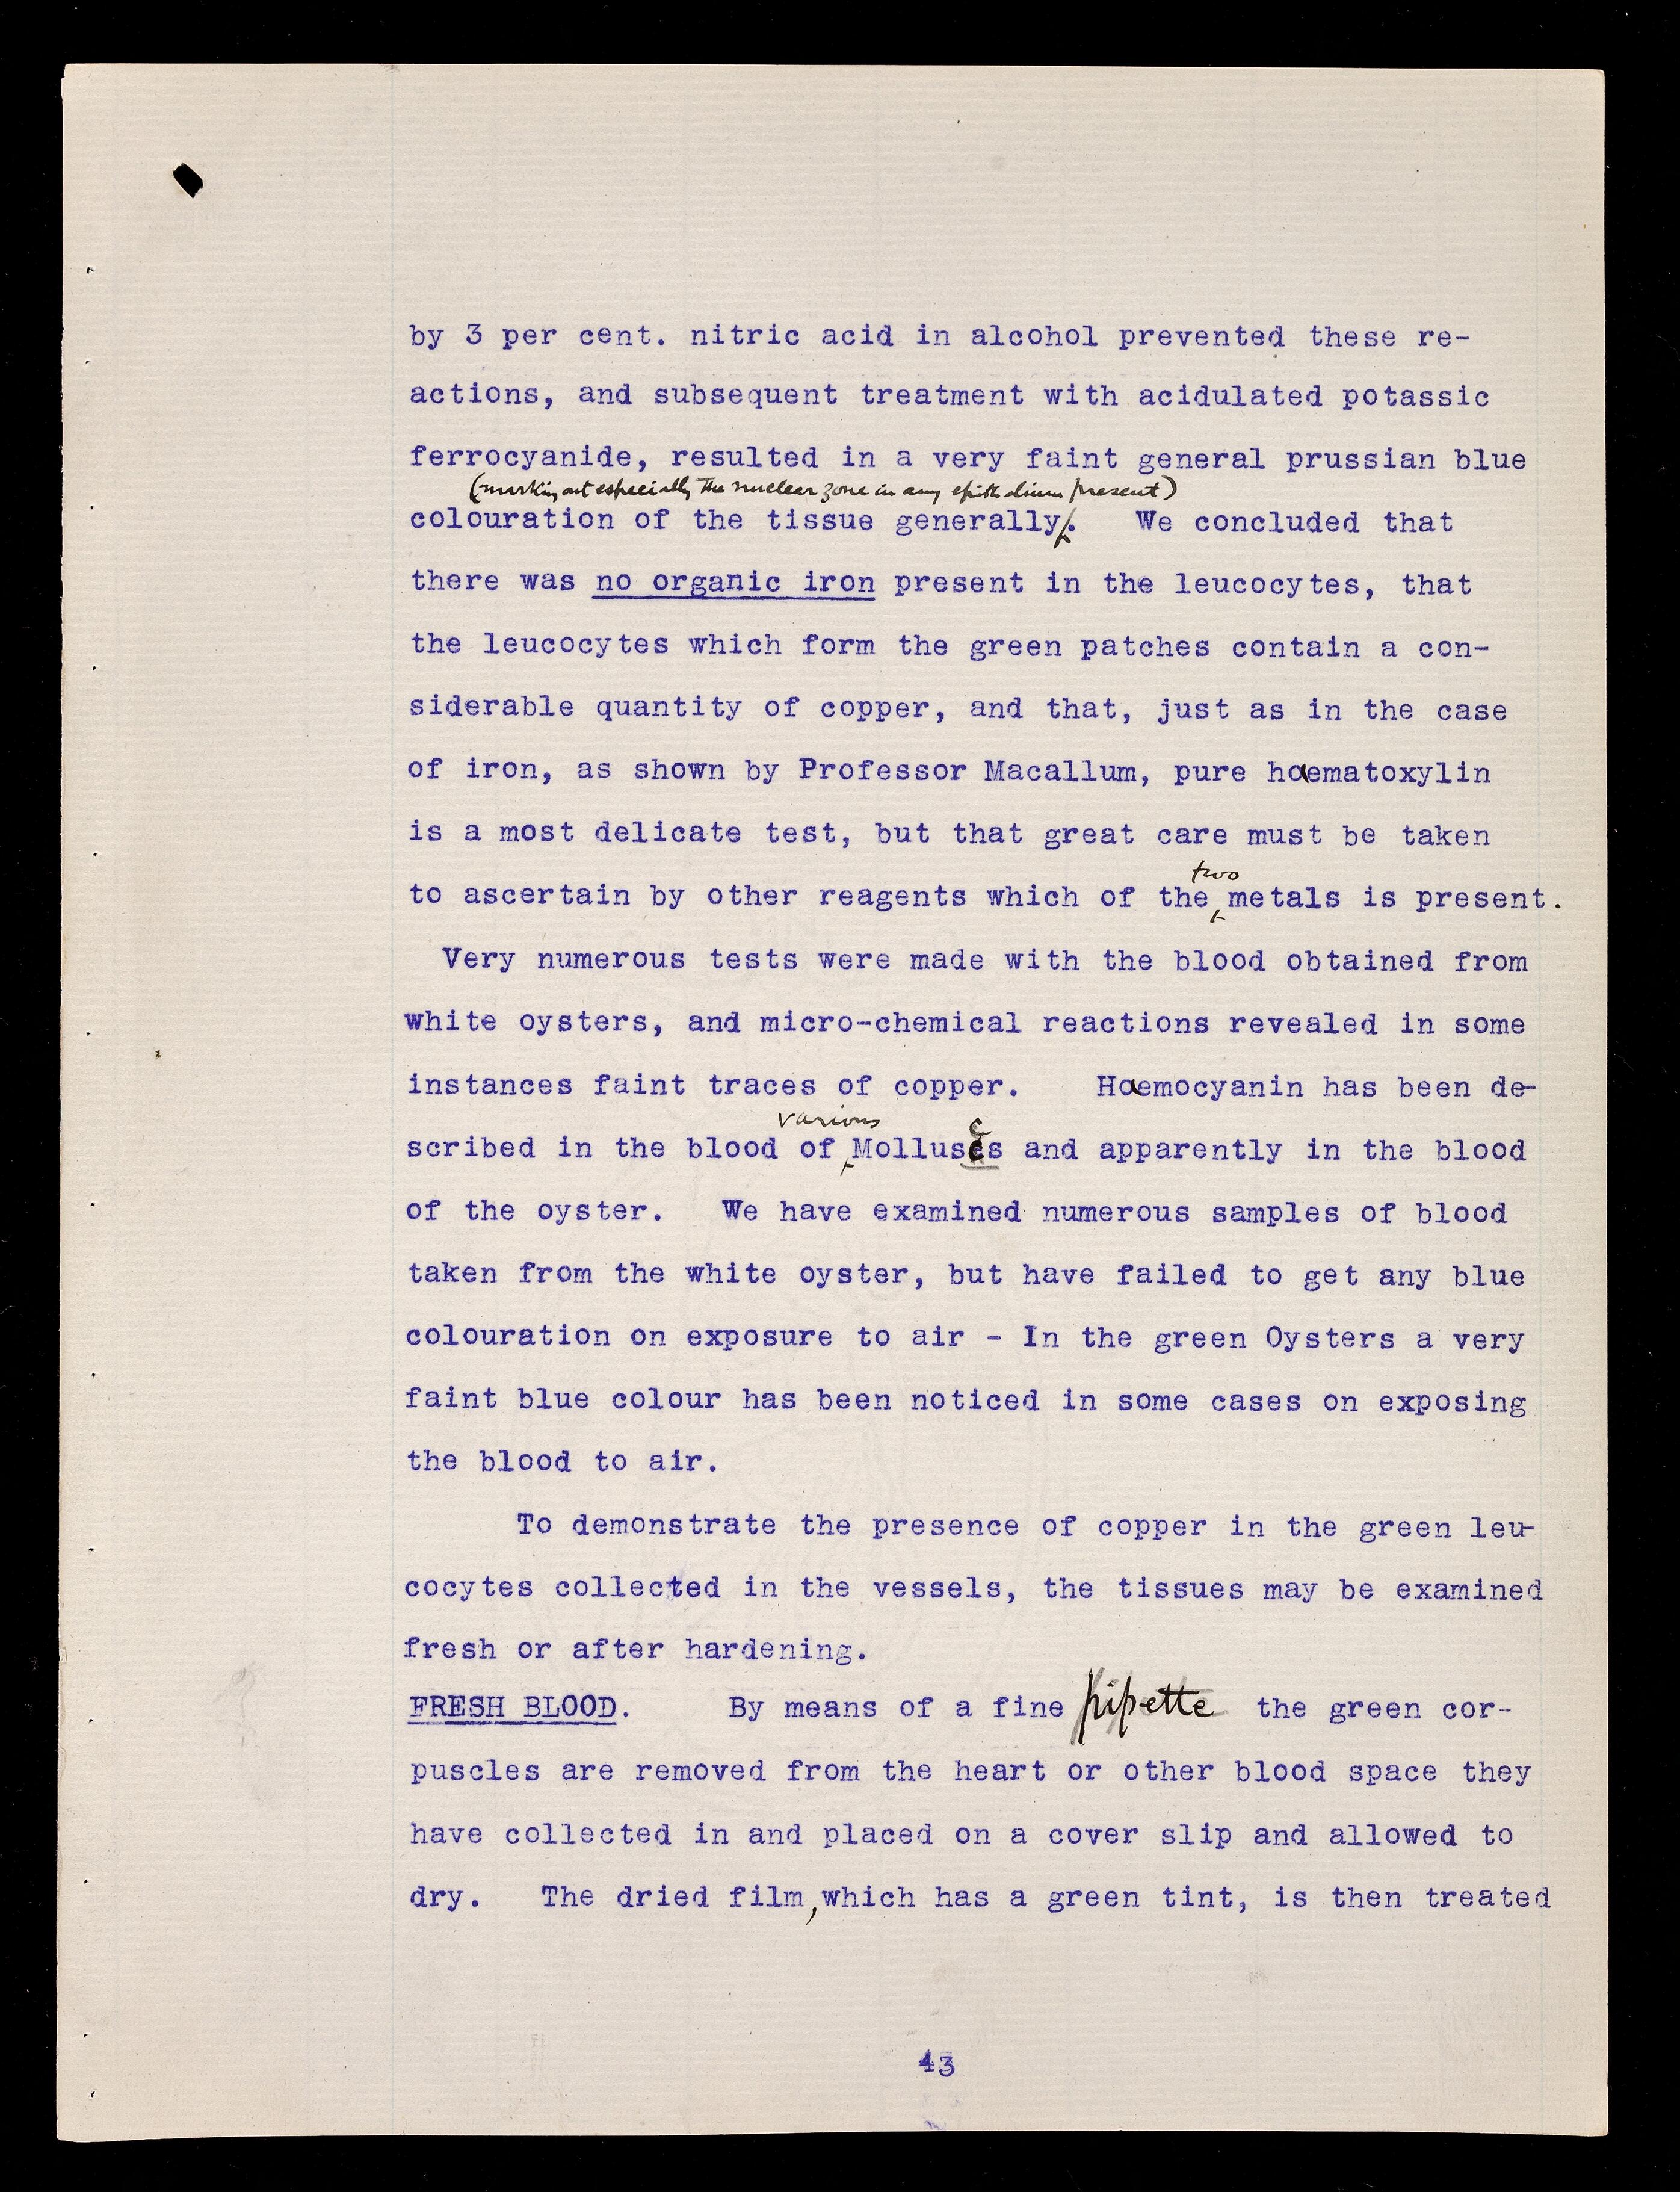 by 3 per cent. nitric acid in alcohol prevented these re-
actions, and subsequent treatment with acidulated potassic
ferrocyanide, resulted in a very faint general prussian blue
(marking out especially the nuclear zone in any epithelium present)
colouration of the tissue generally. We concluded that
there was no organic iron present in the leucocytes, that
the leucocytes which form the green patches contain a con-
siderable quantity of copper, and that, just as in the case
of iron, as shown by Professor Macallum, pure haematoxylin
is a most delicate test, but that great care must be taken
two
to ascertain by other reagents which of the metals is present.
Very numerous tests were made with the blood obtained from
white oysters, and micro-chemical reactions revealed in some
instances faint traces of copper. Haemocyanin has been de-
various c
scribed in the blood of Molluscs and apparently in the blood
of the oyster. We have examined numerous samples of blood
taken from the white oyster, but have failed to get any blue
colouration on exposure to air - In the green Oysters a very
faint blue colour has been noticed in some cases on exposing
the blood to air.
To demonstrate the presence of copper in the green leu-
cocytes collected in the vessels, the tissues may be examined
fresh or after hardening.
FRESH BLOOD. By means of a fine pipette the green cor-
puscles are removed from the heart or other blood space they
have collected in and placed on a cover slip and allowed to
dry. The dried film, which has a green tint, is then treated
43